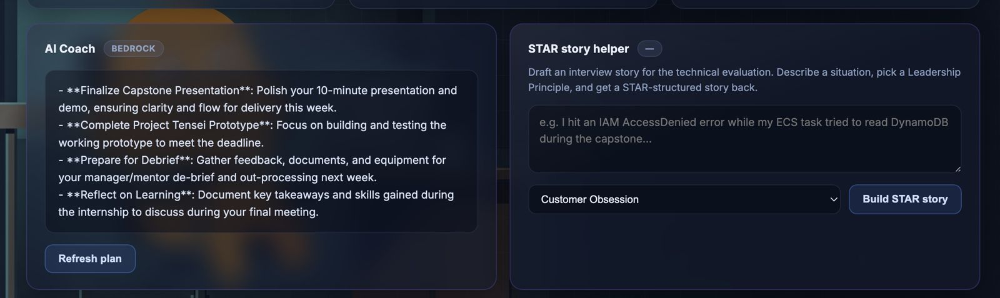 AI Coach
BEDROCK
- **Finalize Capstone Presentation**: Polish your 10-minute presentation and
demo, ensuring clarity and flow for delivery this week.
- **Complete Project Tensei Prototype**: Focus on building and testing the
working prototype to meet the deadline.
- **Prepare for Debrief**: Gather feedback, documents, and equipment for
your manager/mentor de-brief and out-processing next week.
- **Reflect on Learning**: Document key takeaways and skills gained during
the internship to discuss during your final meeting.
Refresh plan
STAR story helper
—
Draft an interview story for the technical evaluation. Describe a situation, pick a Leadership
Principle, and get a STAR-structured story back.
e.g. I hit an IAM AccessDenied error while my ECS task tried to read DynamoDB
during the capstone...
Customer Obsession
Build STAR story